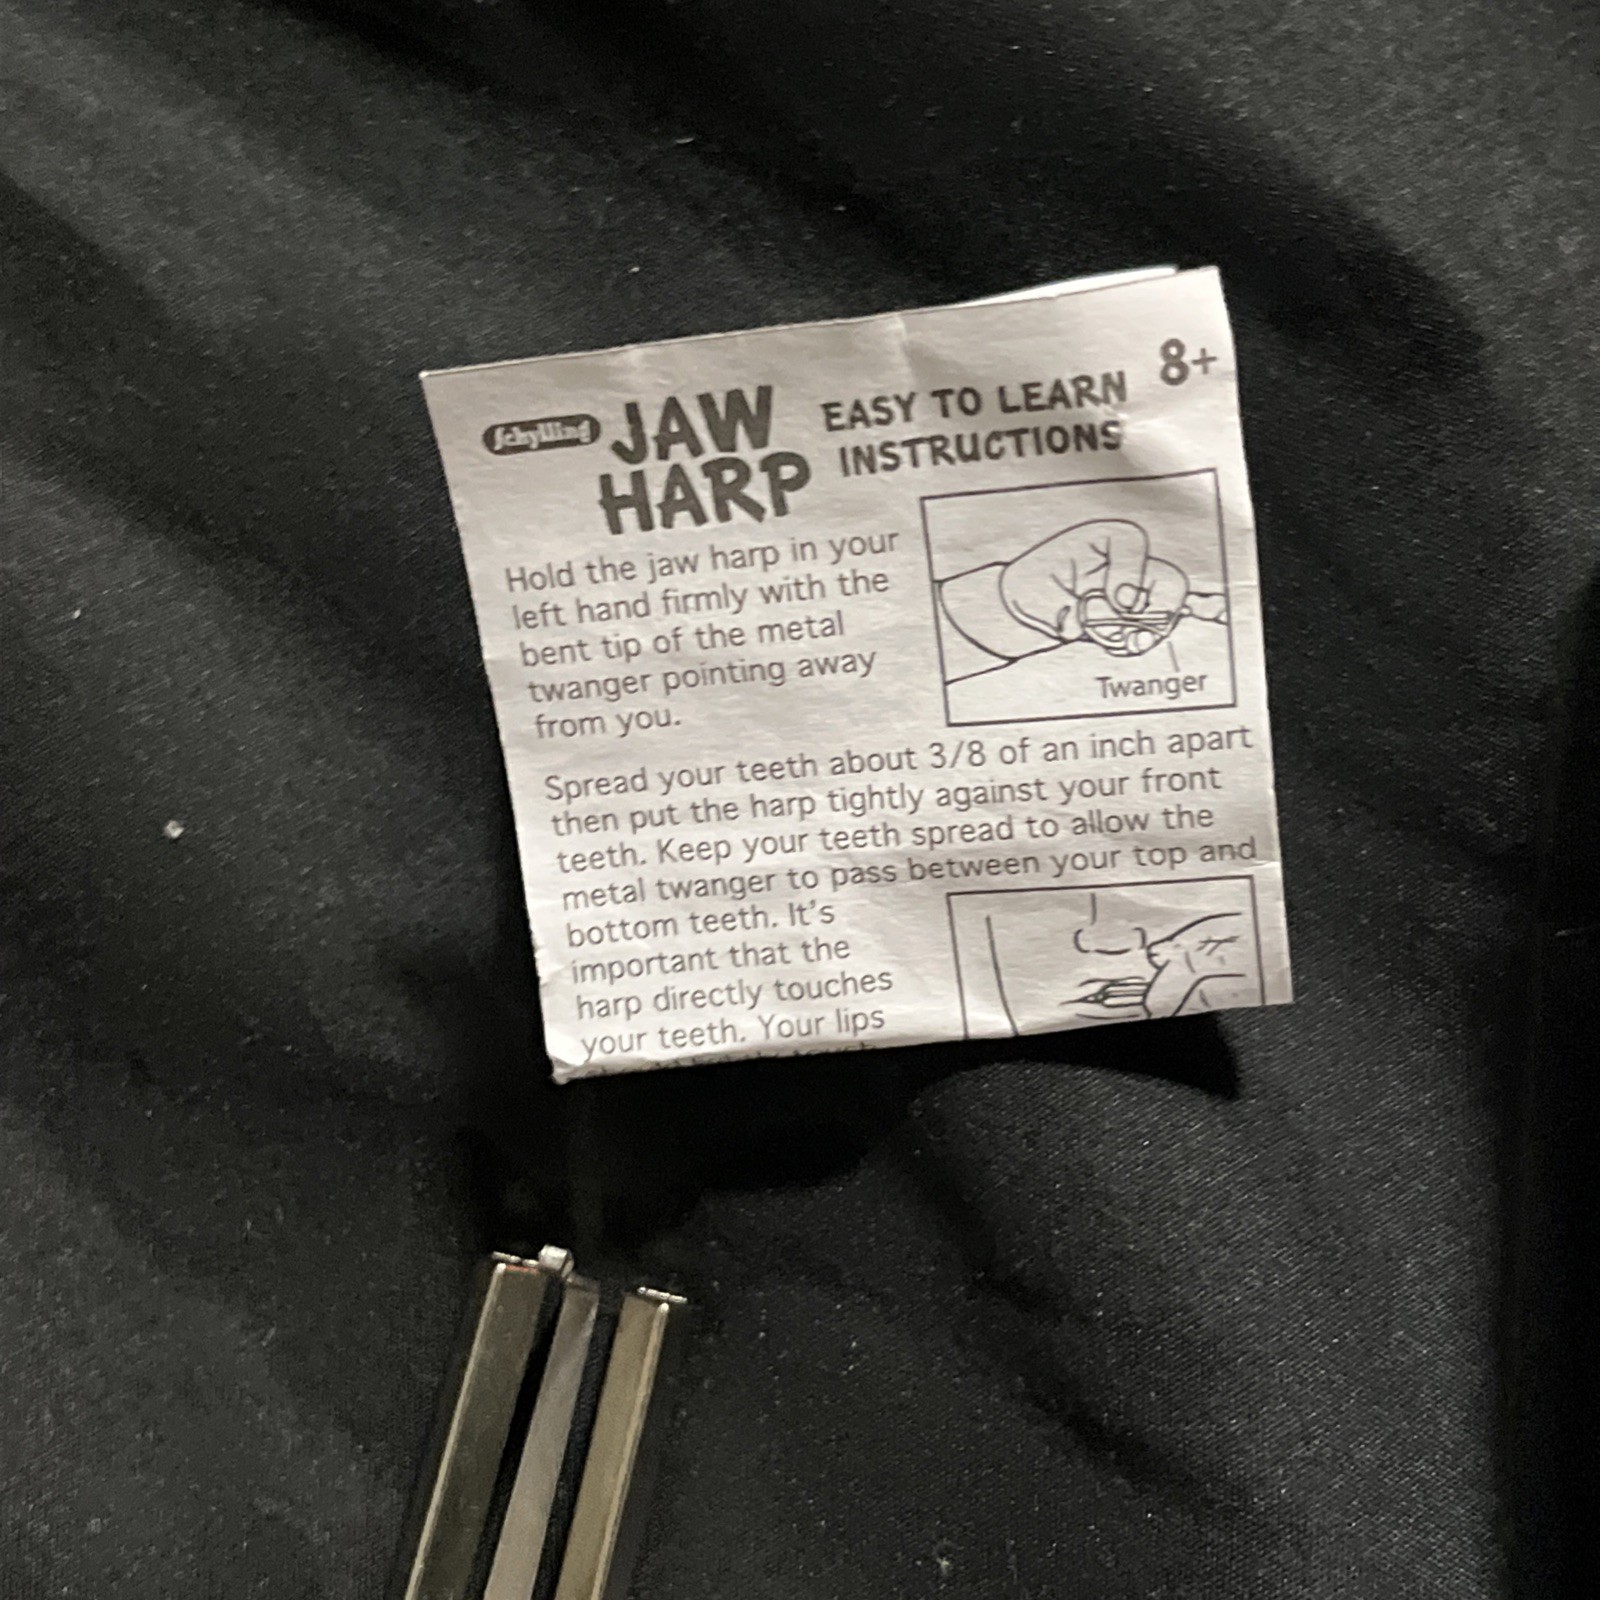 Schylling JAW HARP
EASY TO LEARN INSTRUCTIONS
8+
Hold the jaw harp in your
left hand firmly with the
bent tip of the metal
twanger pointing away
from you.
Twanger
Spread your teeth about 3/8 of an inch apart
then put the harp tightly against your front
teeth. Keep your teeth spread to allow the
metal twanger to pass between your top and
bottom teeth. It's
important that the
harp directly touches
your teeth. Your lips